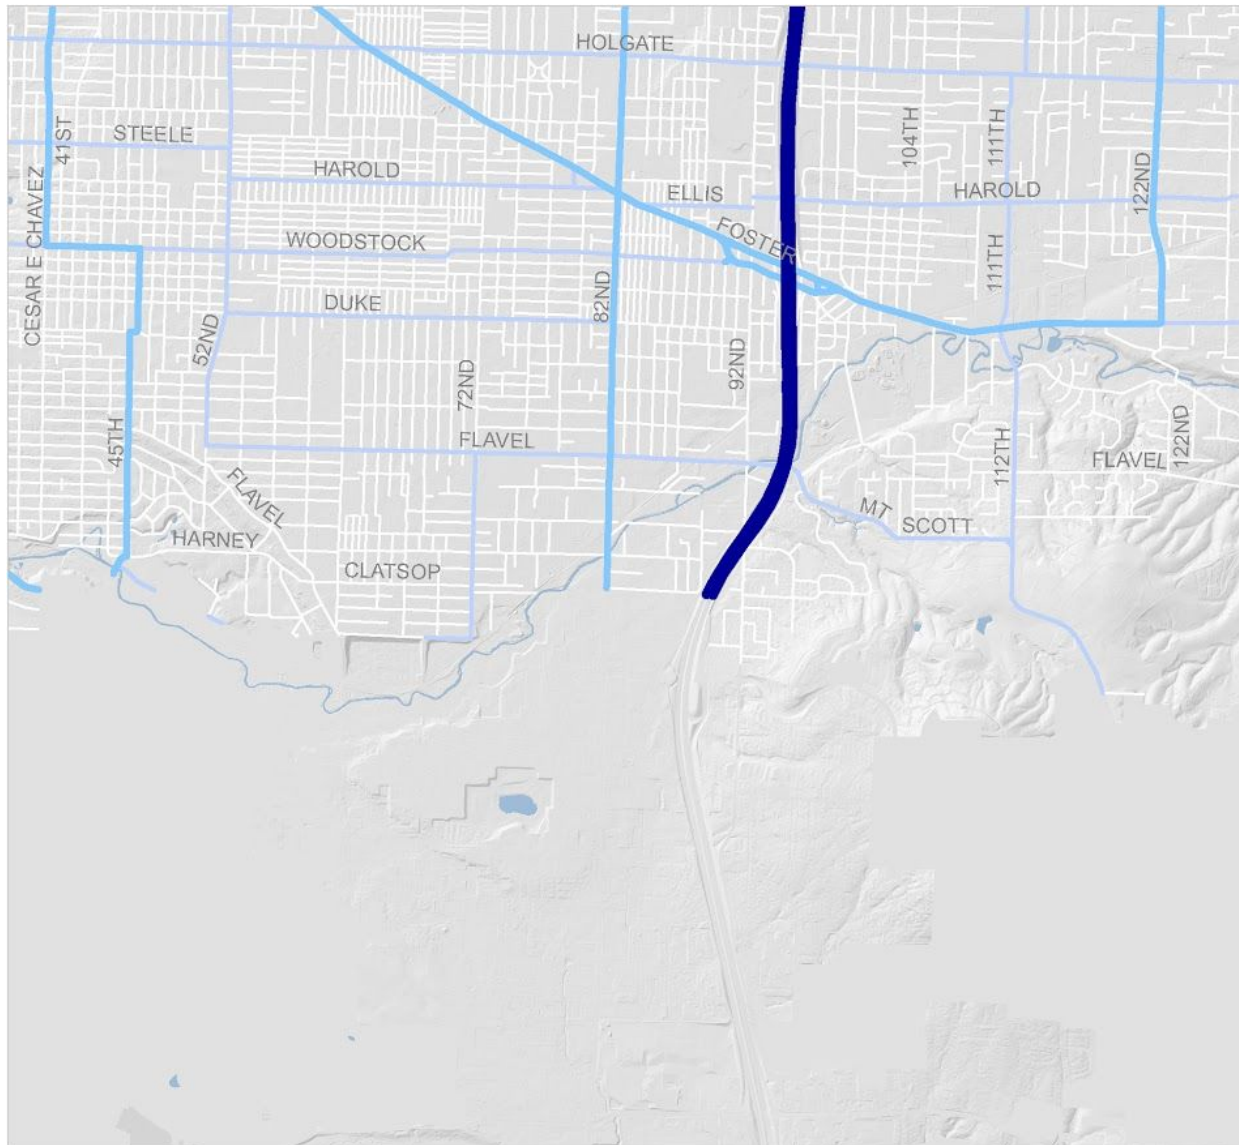 HOLGATE
STEELE
41ST
104TH
111TH
HAROLD
ELLIS
HAROLD
122ND
CESAR E CHAVEZ
WOODSTOCK
FOSTER
111TH
DUKE
82ND
52ND
72ND
92ND
45TH
FLAVEL
112TH
FLAVEL
122ND
FLAVEL
MT
SCOTT
HARNEY
CLATSOP